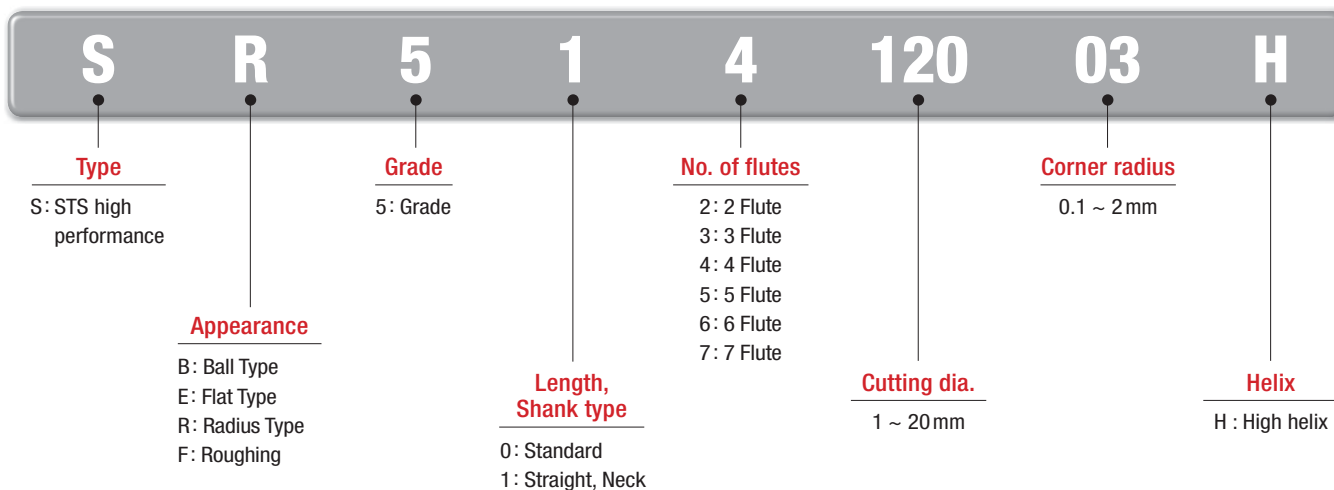 S R 5 1 4 120 03 H
Type
S: STS high
performance
Appearance
B: Ball Type
E: Flat Type
R: Radius Type
F: Roughing
Grade
5: Grade
Length,
Shank type
0: Standard
1: Straight, Neck
No. of flutes
2: 2 Flute
3: 3 Flute
4: 4 Flute
5: 5 Flute
6: 6 Flute
7: 7 Flute
Cutting dia.
1 ~ 20 mm
Corner radius
0.1 ~ 2 mm
Helix
H : High helix